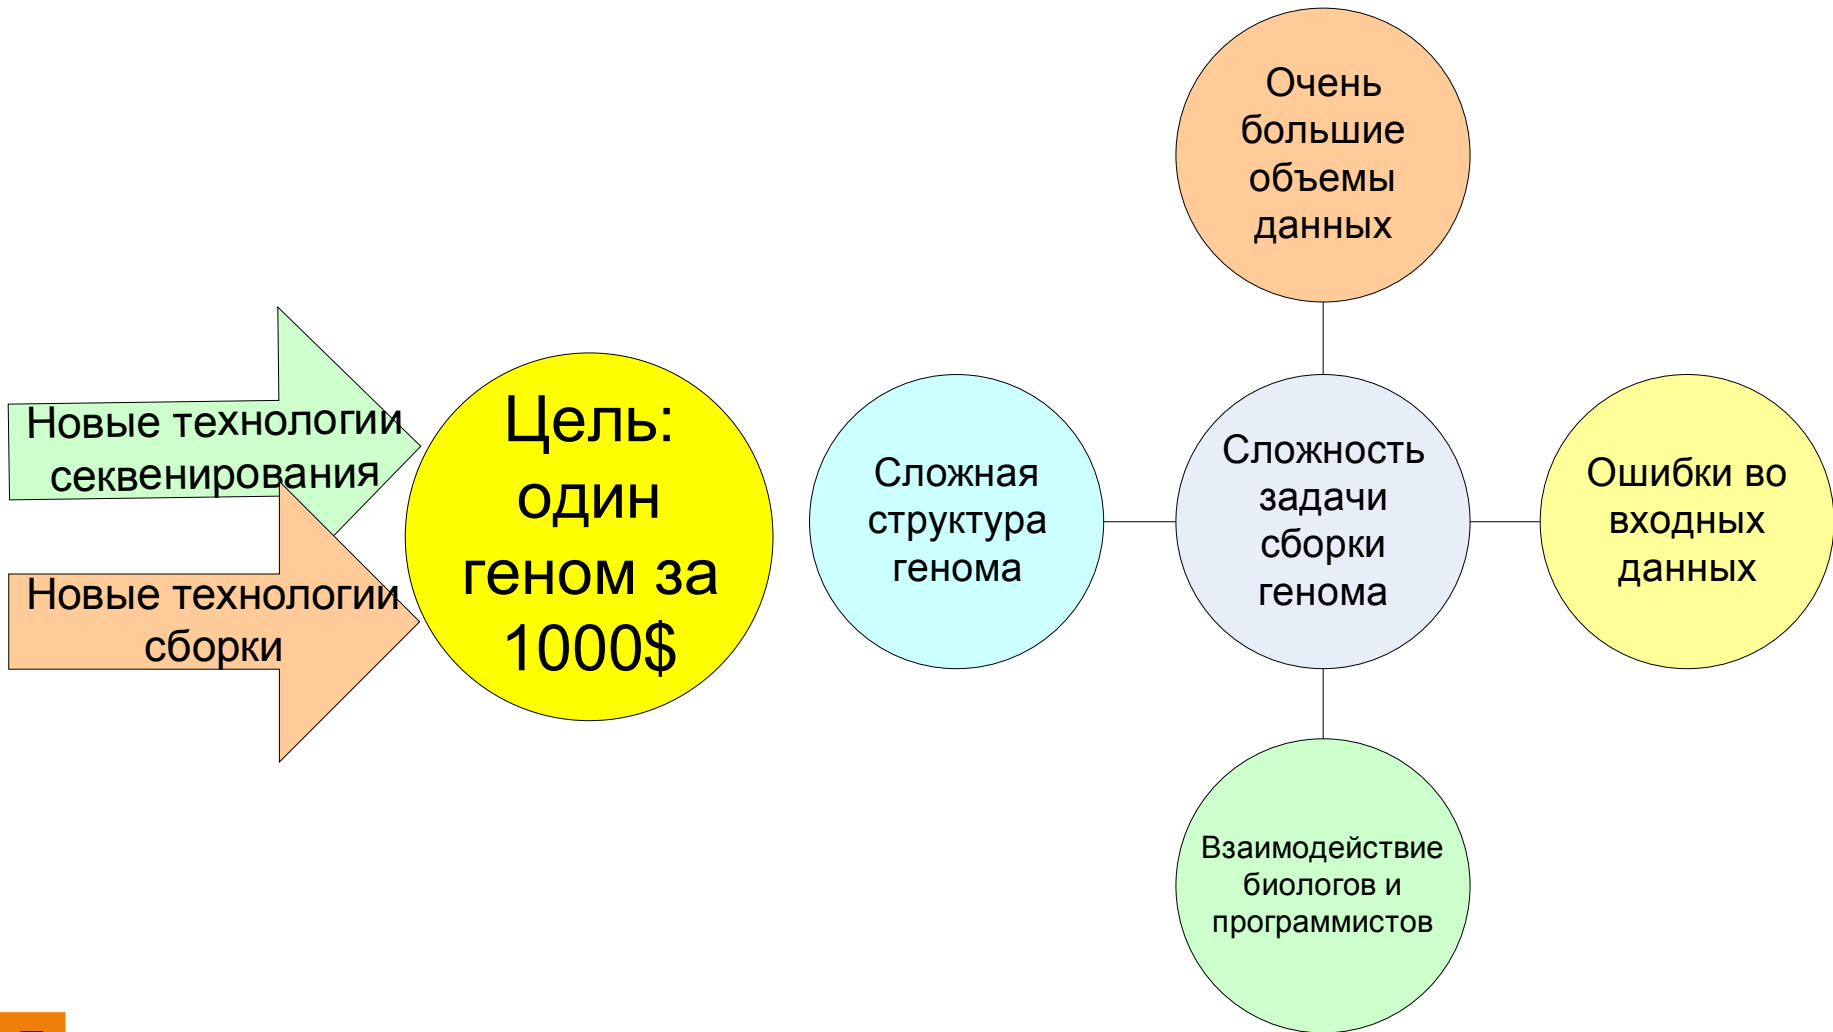 Новые технологии
секвенирования
Новые технологии
сборки
Цель:
один
геном за
1000$
Очень
большие
объемы
данных
Сложная
структура
генома
Сложность
задачи
сборки
генома
Ошибки во
входных
данных
Взаимодействие
биологов и
программистов